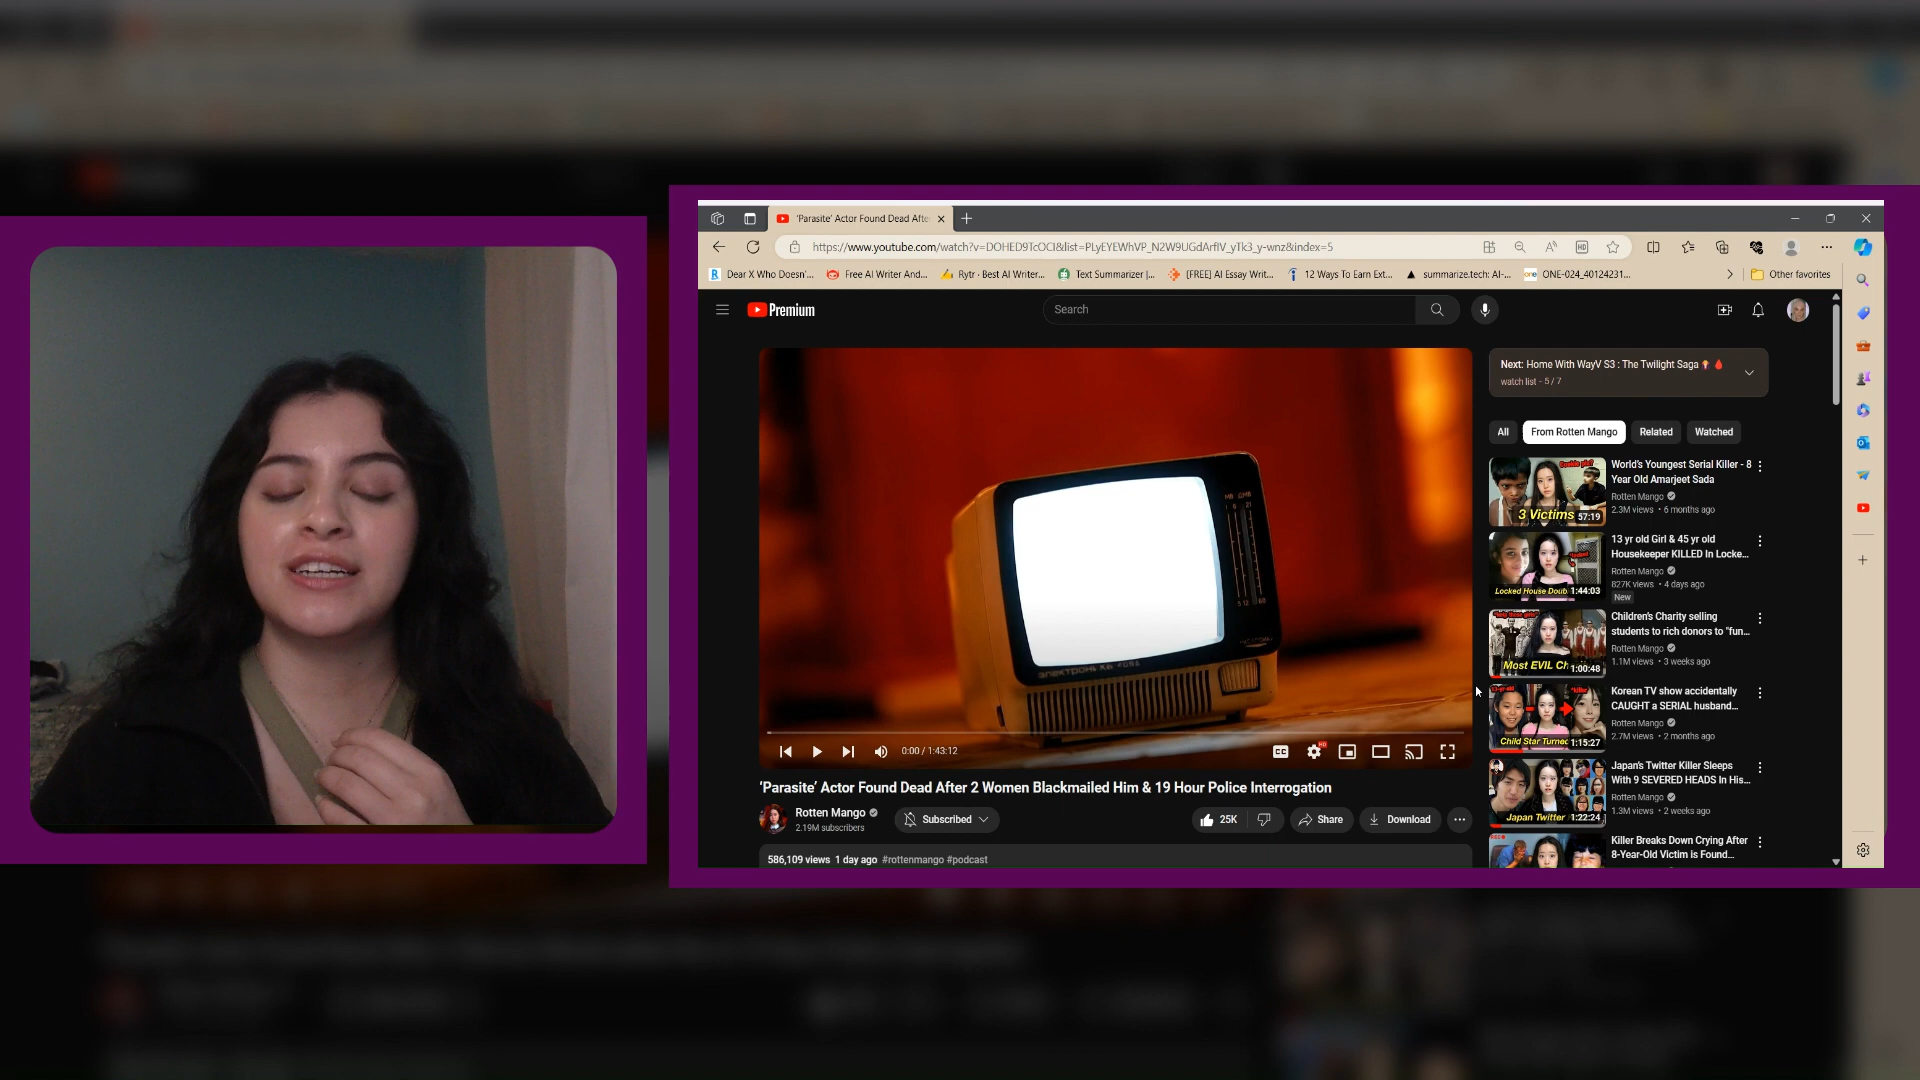 'Parasite' Actor Found Dead Afte
https://www.youtube.com/watch?v=DOHED9TcOCI&list=PLyEYEWhVP_N2W9UGdArfIV_yTk3_y-wnz&index=5
Dear X Who Doesn'...
Free AI Writer And...
Rytr - Best AI Writer...
Text Summarizer |...
[FREE] AI Essay Writ...
12 Ways To Earn Ext...
summarize.tech: AI-...
one
ONE-024_40124231...
Other favorites
Premium
Search
Next: Home With WayV S3 : The Twilight Saga
watch list - 5 / 7
All
From Rotten Mango
Related
Watched
World's Youngest Serial Killer - 8
Year Old Amarjeet Sada
Rotten Mango
2.3M views • 6 months ago
3 Victims
57:19
13 yr old Girl & 45 yr old
Housekeeper KILLED In Locke...
Rotten Mango
827K views • 4 days ago
New
Locked House Doub
1:44:03
Children's Charity selling
students to rich donors to "fun...
Rotten Mango
1.1M views • 3 weeks ago
Most EVIL Ch
1:00:48
Korean TV show accidentally
CAUGHT a SERIAL husband...
Rotten Mango
2.7M views • 2 months ago
Child Star Turned
1:15:27
Japan's Twitter Killer Sleeps
With 9 SEVERED HEADS In His...
Rotten Mango
1.3M views • 2 weeks ago
Japan Twitter
1:22:24
Killer Breaks Down Crying After
8-Year-Old Victim is Found...
0:00 / 1:43:12
CC
HD
'Parasite' Actor Found Dead After 2 Women Blackmailed Him & 19 Hour Police Interrogation
Rotten Mango
2.19M subscribers
Subscribed
25K
Share
Download
586,109 views 1 day ago #rottenmango #podcast